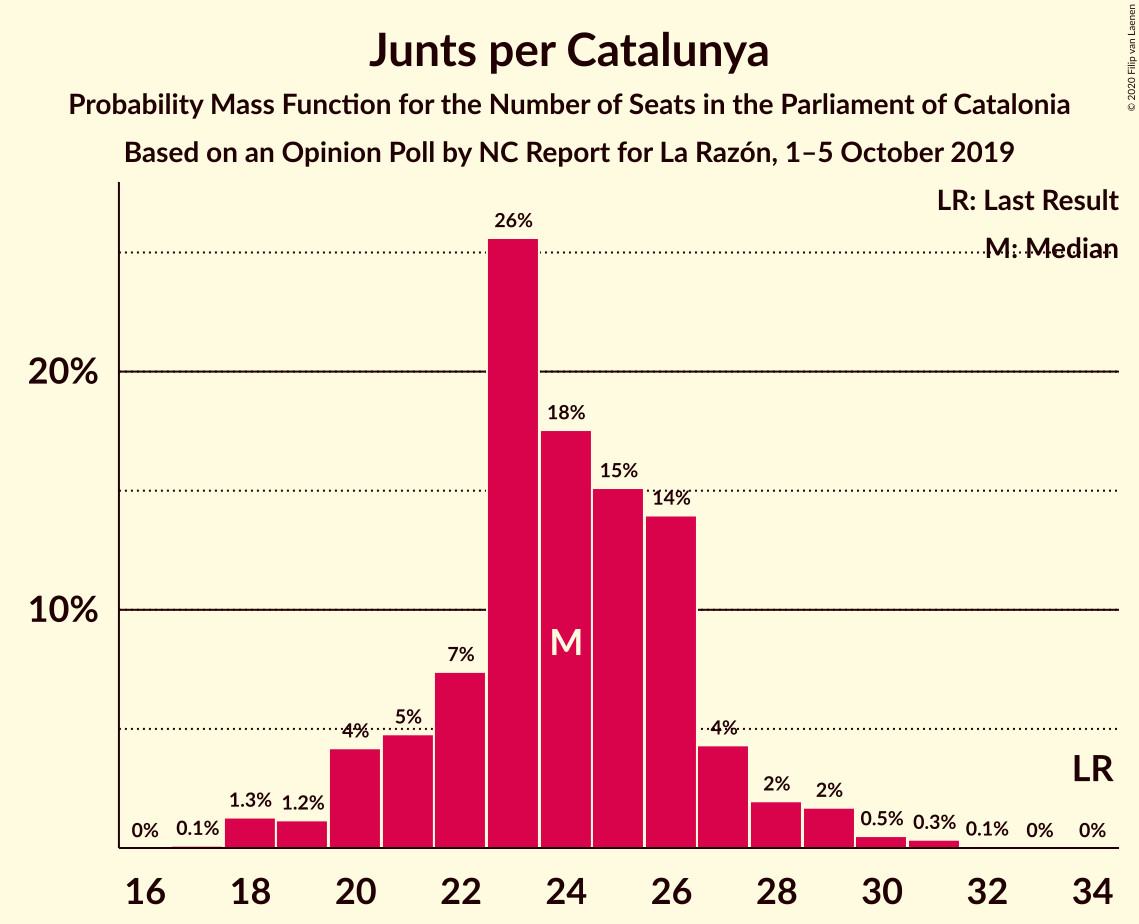 © 2020 Filip van Laenen
Junts per Catalunya
Probability Mass Function for the Number of Seats in the Parliament of Catalonia
Based on an Opinion Poll by NC Report for La Razón, 1–5 October 2019
LR: Last Result
M: Median
20%
10%
0%
0.1%
1.3%
1.2%
4%
5%
7%
26%
18%
15%
14%
4%
2%
2%
0.5%
0.3%
0.1%
0%
0%
M
LR
16 18 20 22 24 26 28 30 32 34